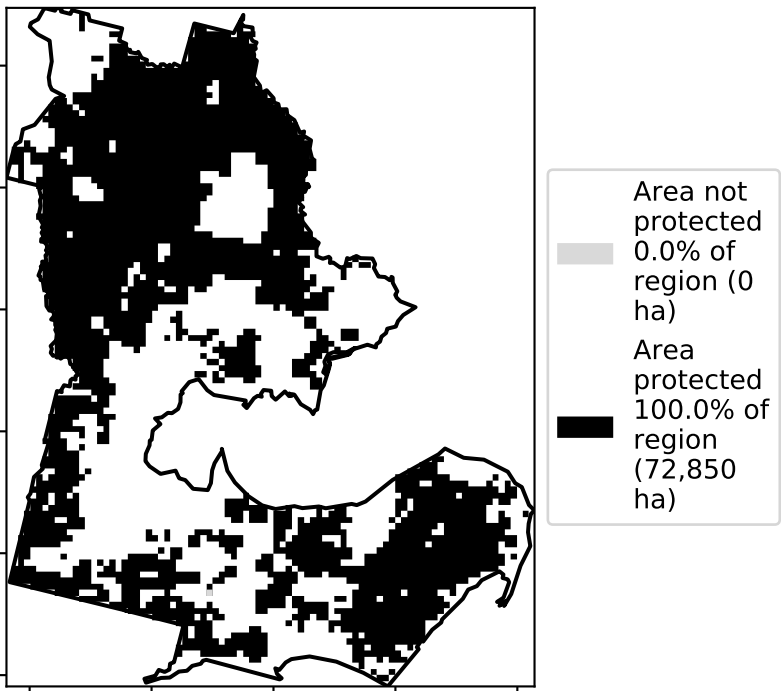 Area not
protected
0.0% of
region (0
ha)
Area
protected
100.0% of
region
(72,850
ha)